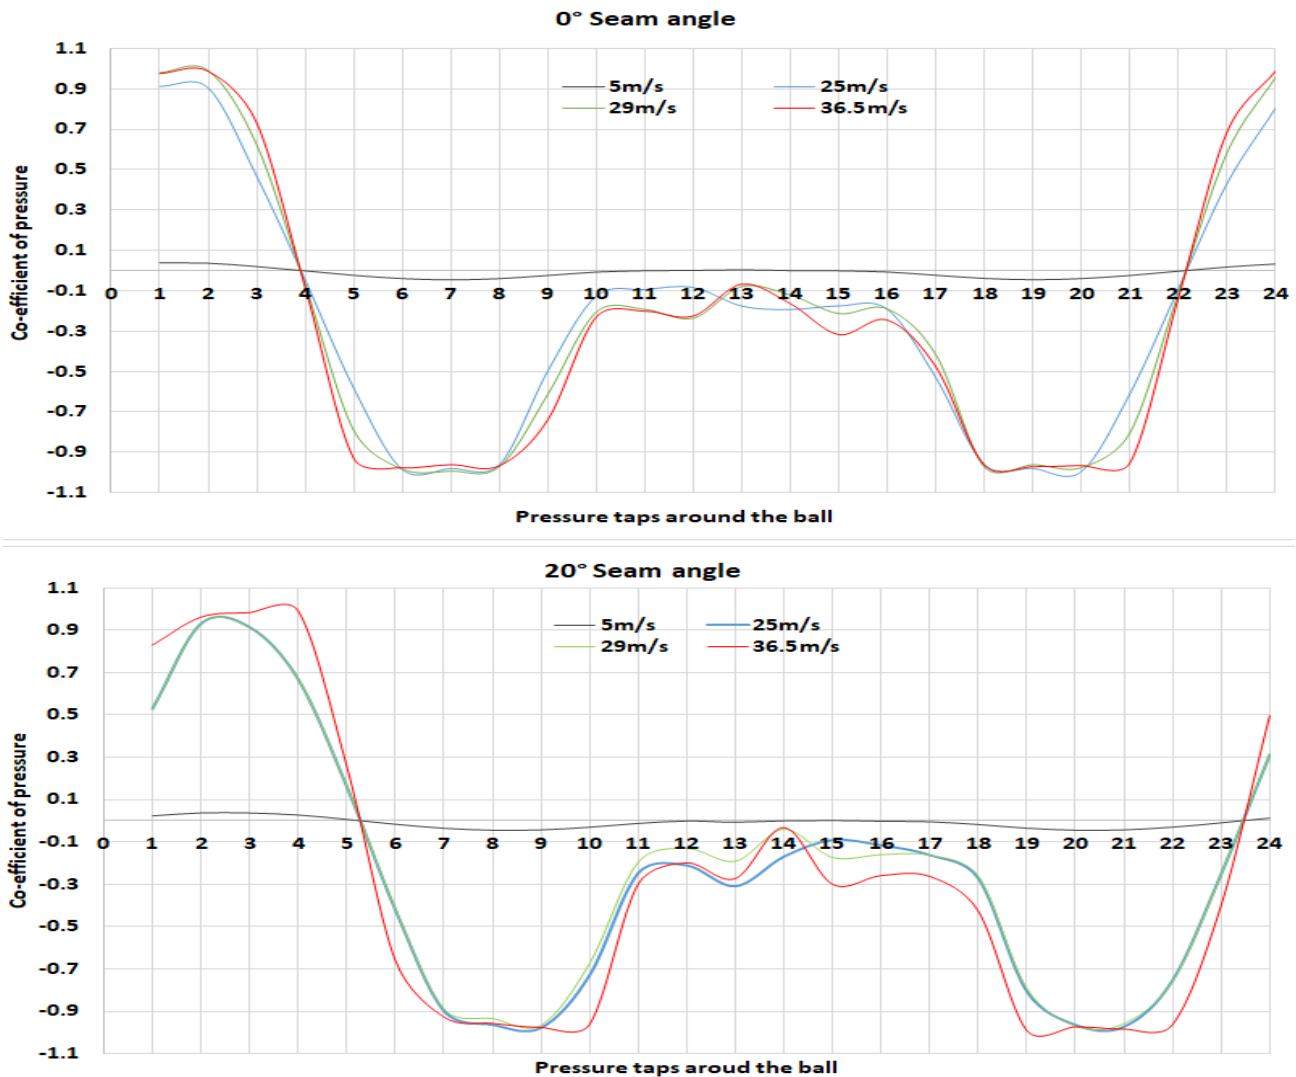 0° Seam angle
1.1
0.9
0.7
0.5
0.3
0.1
-0.1
-0.3
-0.5
-0.7
-0.9
-1.1
Co-efficient of pressure
5m/s 25m/s
29m/s 36.5m/s
0 1 2 3 4 5 6 7 8 9 10 11 12 13 14 15 16 17 18 19 20 21 22 23 24
Pressure taps around the ball
20° Seam angle
1.1
0.9
0.7
0.5
0.3
0.1
-0.1
-0.3
-0.5
-0.7
-0.9
-1.1
Co-efficient of pressure
5m/s 25m/s
29m/s 36.5m/s
0 1 2 3 4 5 6 7 8 9 10 11 12 13 14 15 16 17 18 19 20 21 22 23 24
Pressure taps aroud the ball